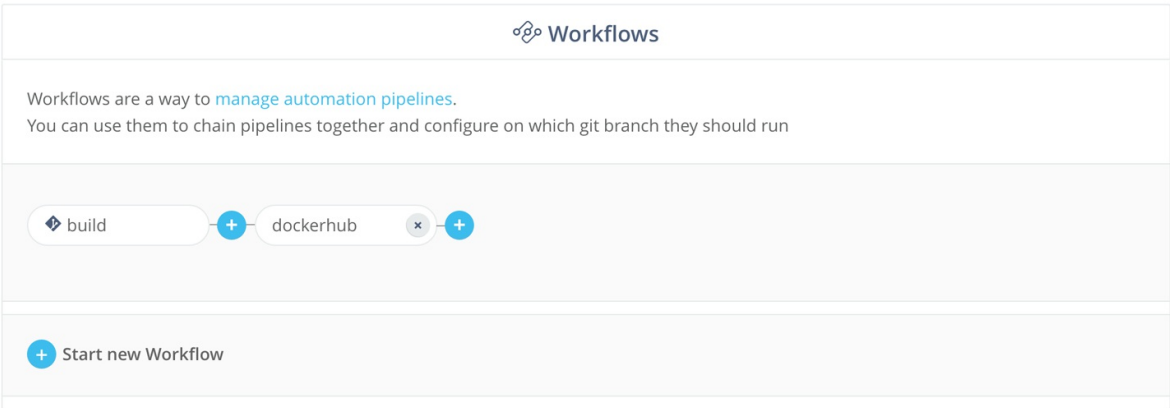 Workflows
Workflows are a way to manage automation pipelines.
You can use them to chain pipelines together and configure on which git branch they should run
build dockerhub
Start new Workflow